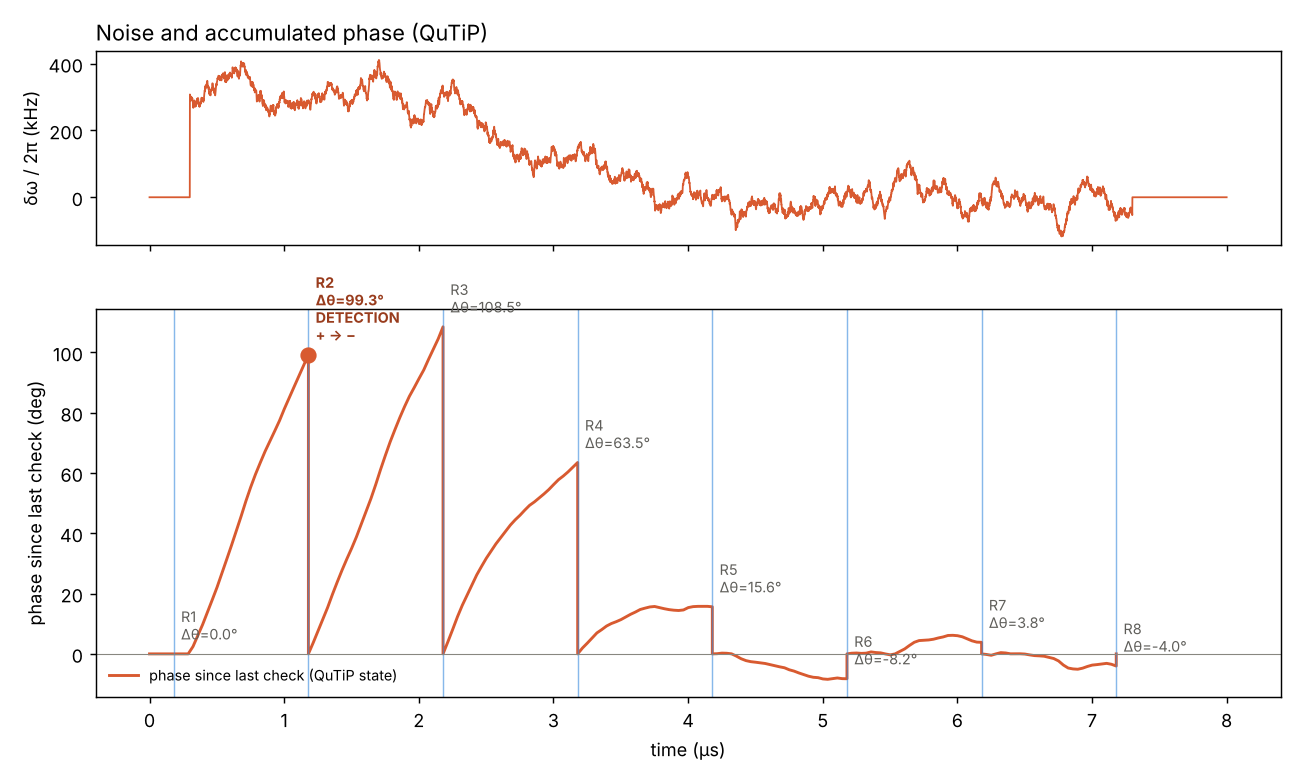 Noise and accumulated phase (QuTiP)
δω / 2π (kHz)
400
200
0
R2
Δθ=99.3°
DETECTION
+ → −
R3
Δθ=108.5°
R4
Δθ=63.5°
R5
Δθ=15.6°
R1
Δθ=0.0°
R6
Δθ=-8.2°
R7
Δθ=3.8°
R8
Δθ=-4.0°
phase since last check (deg)
100
80
60
40
20
0
phase since last check (QuTiP state)
0 1 2 3 4 5 6 7 8
time (μs)